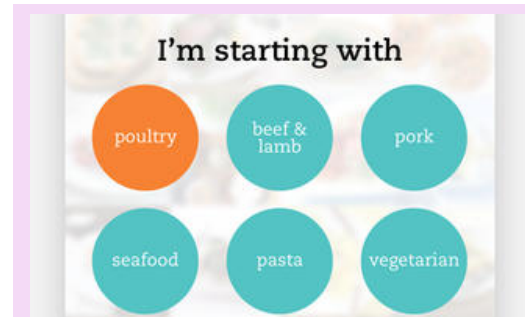 I'm starting with
poultry
beef &
lamb
pork
seafood
pasta
vegetarian